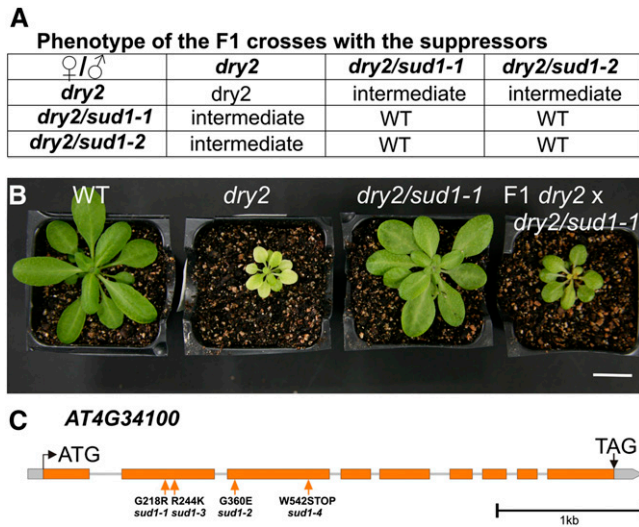 A
Phenotype of the F1 crosses with the suppressors
♀/♂ dry2 dry2/sud1-1 dry2/sud1-2
dry2 dry2 intermediate intermediate
dry2/sud1-1 intermediate WT WT
dry2/sud1-2 intermediate WT WT
B WT dry2 dry2/sud1-1 F1 dry2 x
dry2/sud1-1
C AT4G34100
ATG TAG
G218R R244K G360E W542STOP
sud1-1 sud1-3 sud1-2 sud1-4
1kb